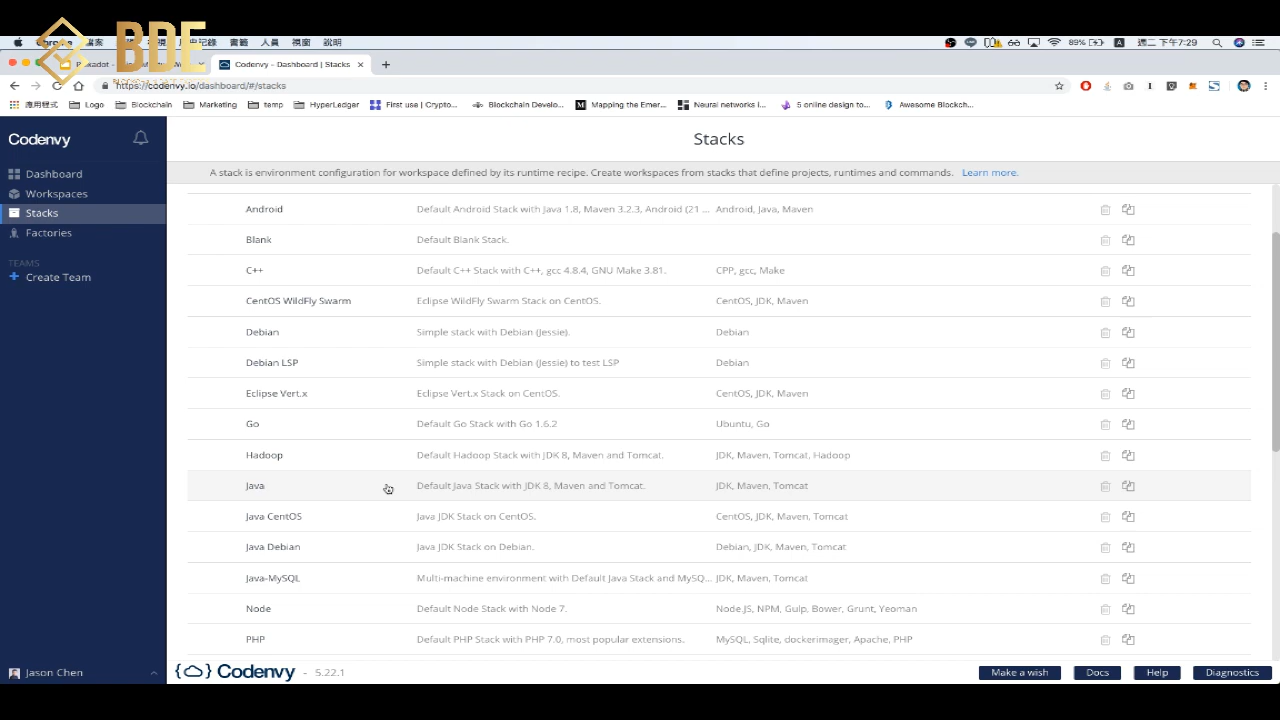 BDE
Chrome 檔案 歷史記錄 書籤 人員 視窗 說明
89% 週二 下午7:29
Codenvy - Dashboard | Stacks
https://codenvy.io/dashboard/#/stacks
應用程式 Logo Blockchain Marketing temp HyperLedger First use | Crypto... Blockchain Develo... Mapping the Emer... Neural networks i... 5 online design to... Awesome Blockch...
Codenvy
Dashboard
Workspaces
Stacks
Factories
TEAMS
Create Team
Jason Chen
Stacks
A stack is environment configuration for workspace defined by its runtime recipe. Create workspaces from stacks that define projects, runtimes and commands. Learn more.
Android Default Android Stack with Java 1.8, Maven 3.2.3, Android (21 ... Android, Java, Maven
Blank Default Blank Stack.
C++ Default C++ Stack with C++, gcc 4.8.4, GNU Make 3.81. CPP, gcc, Make
CentOS WildFly Swarm Eclipse WildFly Swarm Stack on CentOS. CentOS, JDK, Maven
Debian Simple stack with Debian (Jessie). Debian
Debian LSP Simple stack with Debian (Jessie) to test LSP Debian
Eclipse Vert.x Eclipse Vert.x Stack on CentOS. CentOS, JDK, Maven
Go Default Go Stack with Go 1.6.2 Ubuntu, Go
Hadoop Default Hadoop Stack with JDK 8, Maven and Tomcat. JDK, Maven, Tomcat, Hadoop
Java Default Java Stack with JDK 8, Maven and Tomcat. JDK, Maven, Tomcat
Java CentOS Java JDK Stack on CentOS. CentOS, JDK, Maven, Tomcat
Java Debian Java JDK Stack on Debian. Debian, JDK, Maven, Tomcat
Java-MySQL Multi-machine environment with Default Java Stack and MySQ... JDK, Maven, Tomcat
Node Default Node Stack with Node 7. Node.JS, NPM, Gulp, Bower, Grunt, Yeoman
PHP Default PHP Stack with PHP 7.0, most popular extensions. MySQL, Sqlite, dockerimager, Apache, PHP
{ } Codenvy - 5.22.1 Make a wish Docs Help Diagnostics